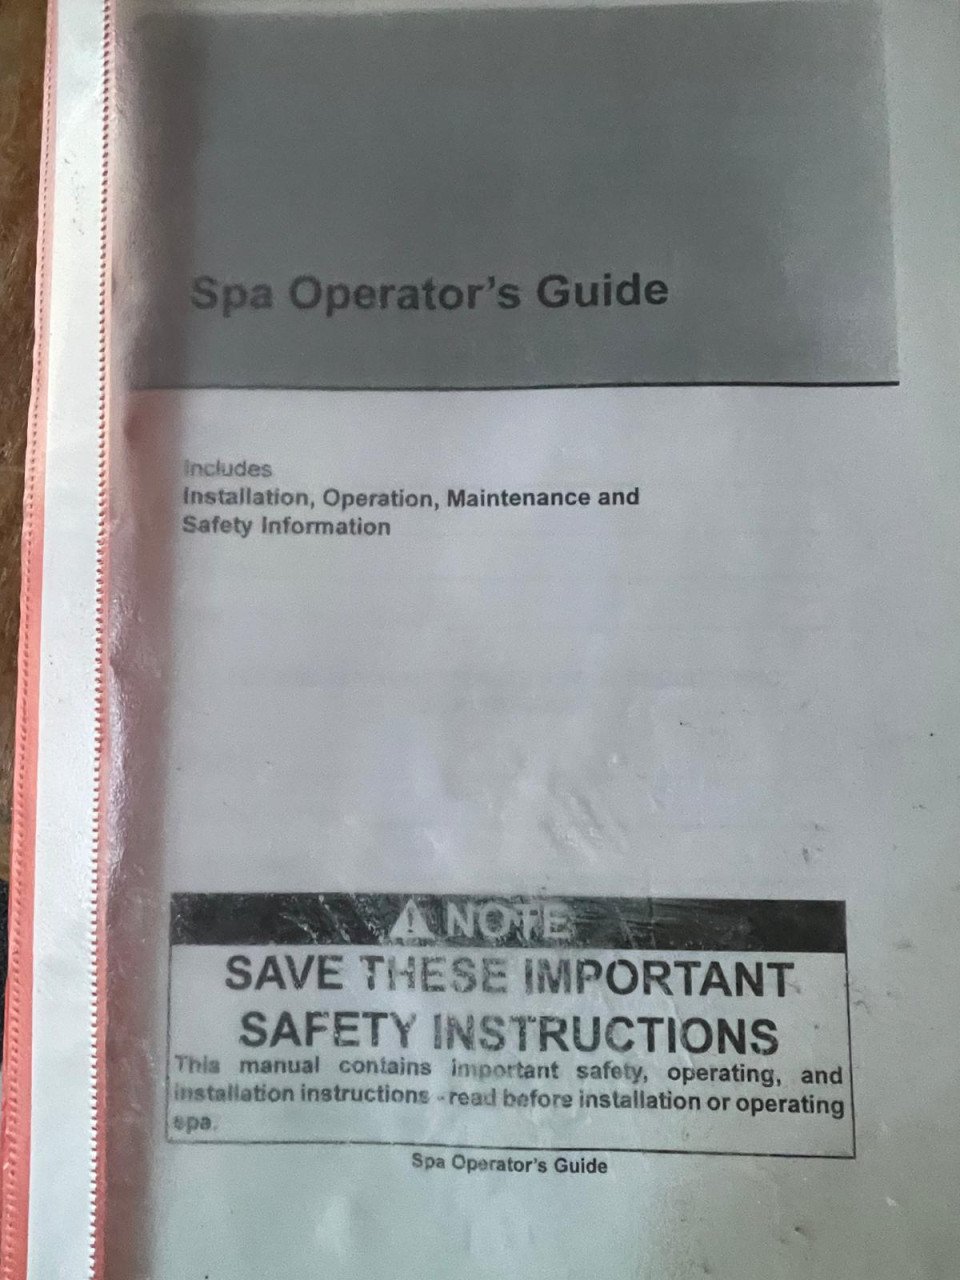 Spa Operator's Guide
Includes
Installation, Operation, Maintenance and
Safety Information
NOTE
SAVE THESE IMPORTANT
SAFETY INSTRUCTIONS
This manual contains important safety, operating, and
installation instructions - read before installation or operating
spa.
Spa Operator's Guide